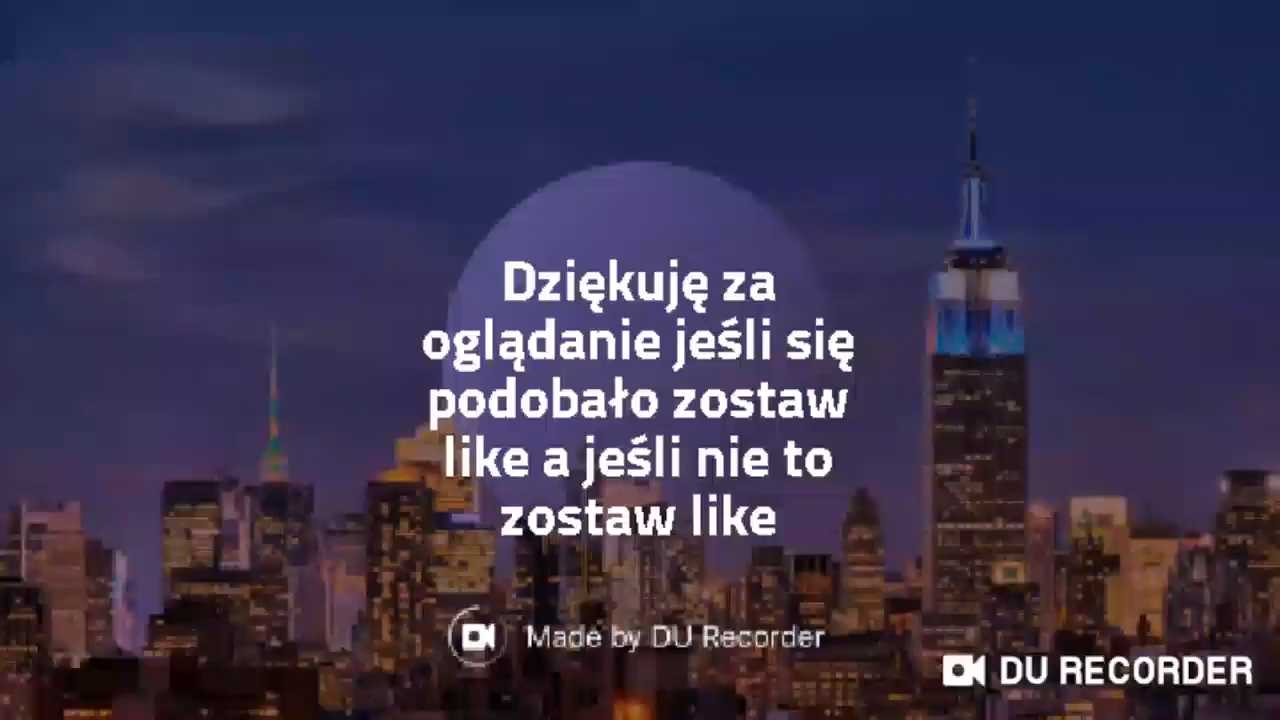 Dziękuję za
oglądanie jeśli się
podobało zostaw
like a jeśli nie to
zostaw like
Made by DU Recorder
DU RECORDER